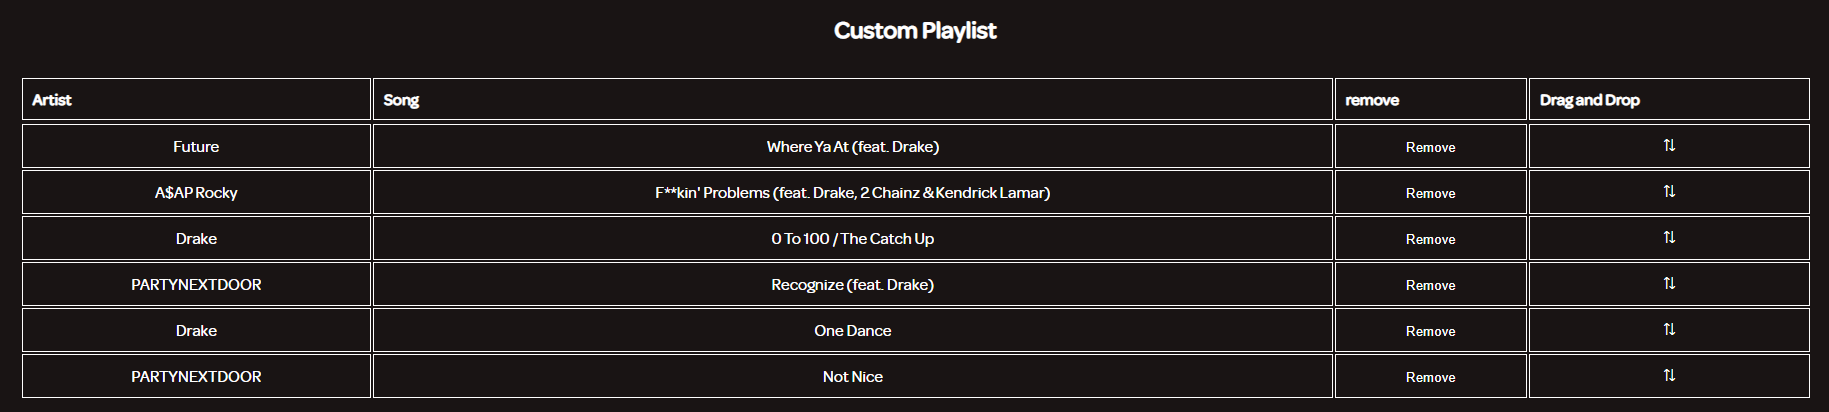 Custom Playlist
Artist Song remove Drag and Drop
Future Where Ya At (feat. Drake) Remove ⇅
A$AP Rocky F**kin' Problems (feat. Drake, 2 Chainz & Kendrick Lamar) Remove ⇅
Drake 0 To 100 / The Catch Up Remove ⇅
PARTYNEXTDOOR Recognize (feat. Drake) Remove ⇅
Drake One Dance Remove ⇅
PARTYNEXTDOOR Not Nice Remove ⇅